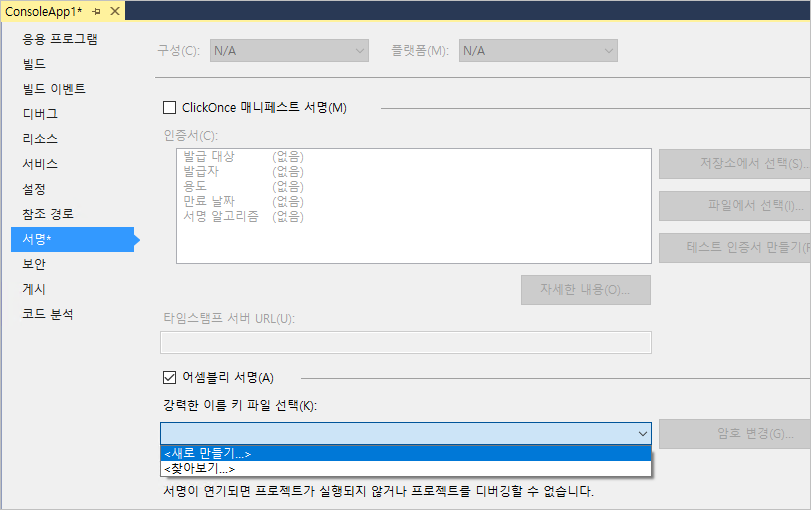 ConsoleApp1*
응용 프로그램
빌드
빌드 이벤트
디버그
리소스
서비스
설정
참조 경로
서명*
보안
게시
코드 분석
구성(C): N/A 플랫폼(M): N/A
ClickOnce 매니페스트 서명(M)
인증서(C):
발급 대상 (없음)
발급자 (없음)
용도 (없음)
만료 날짜 (없음)
서명 알고리즘 (없음)
저장소에서 선택(S)...
파일에서 선택(I)...
테스트 인증서 만들기(
자세한 내용(O)...
타임스탬프 서버 URL(U):
어셈블리 서명(A)
강력한 이름 키 파일 선택(K):
암호 변경(G)...
<새로 만들기...>
<찾아보기...>
서명이 연기되면 프로젝트가 실행되지 않거나 프로젝트를 디버깅할 수 없습니다.